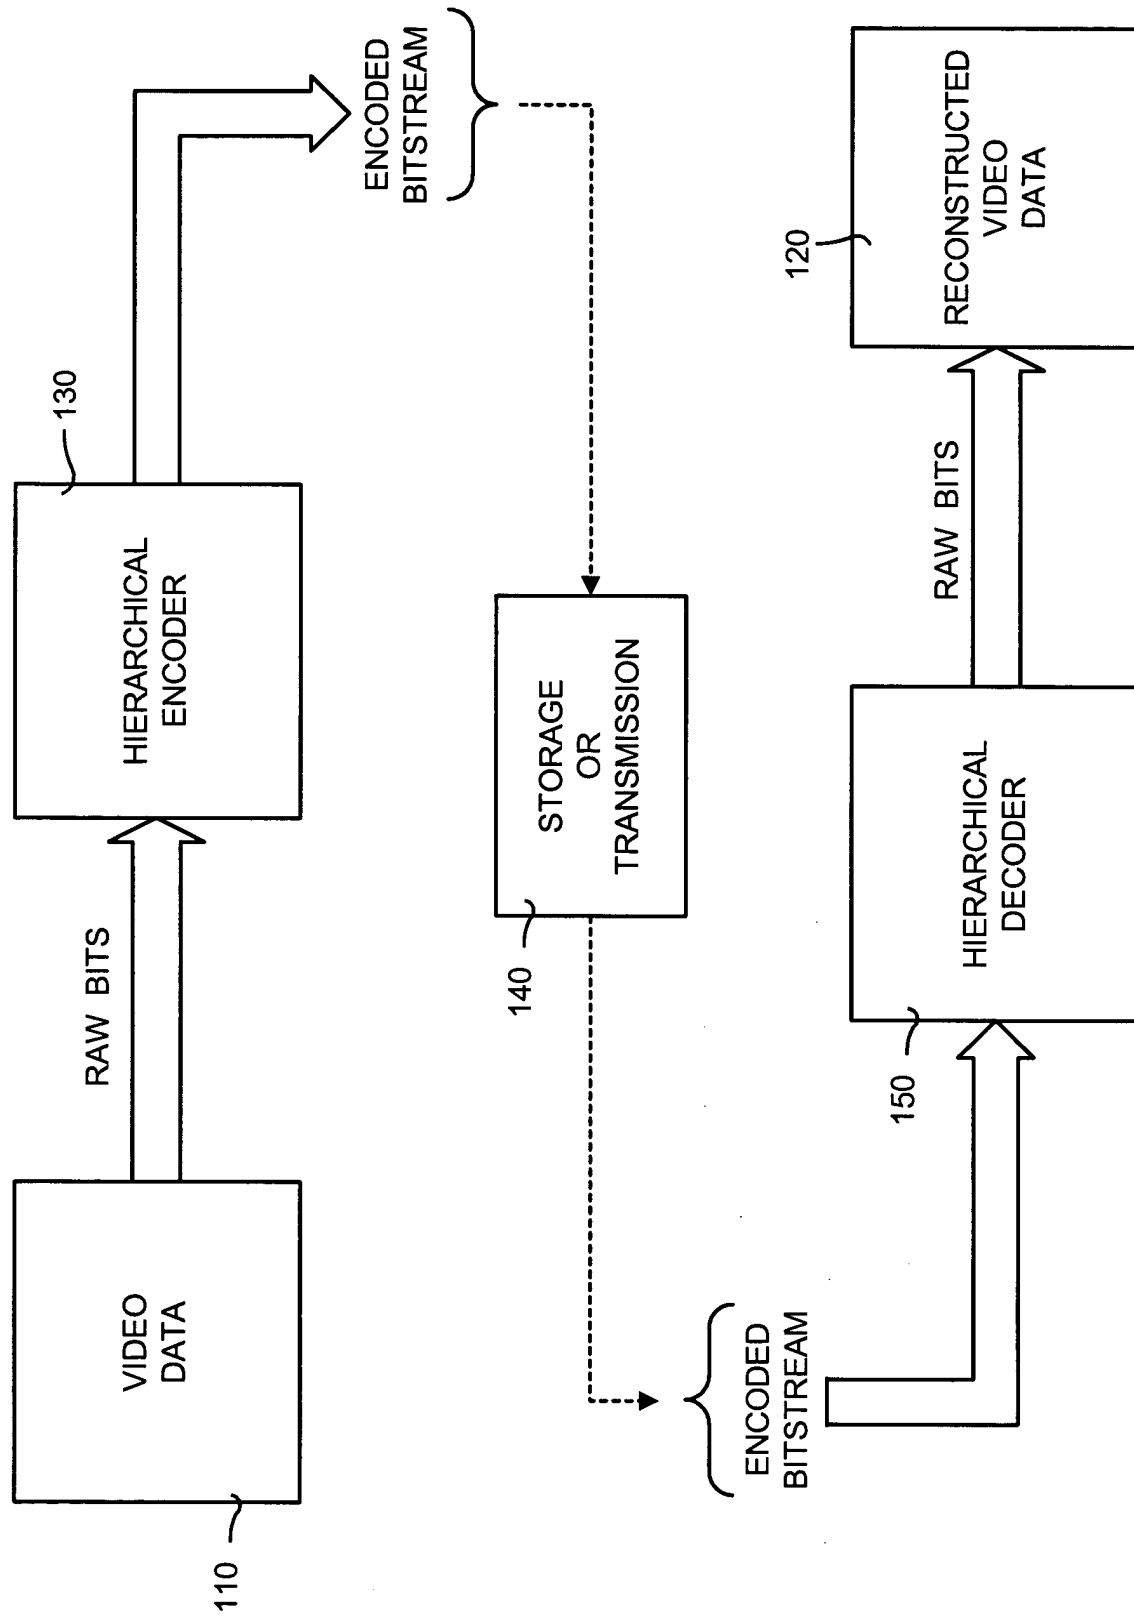 110
VIDEO
DATA
RAW BITS
HIERARCHICAL
ENCODER
130
ENCODED
BITSTREAM
STORAGE
OR
TRANSMISSION
140
ENCODED
BITSTREAM
150
HIERARCHICAL
DECODER
RAW BITS
120
RECONSTRUCTED
VIDEO
DATA